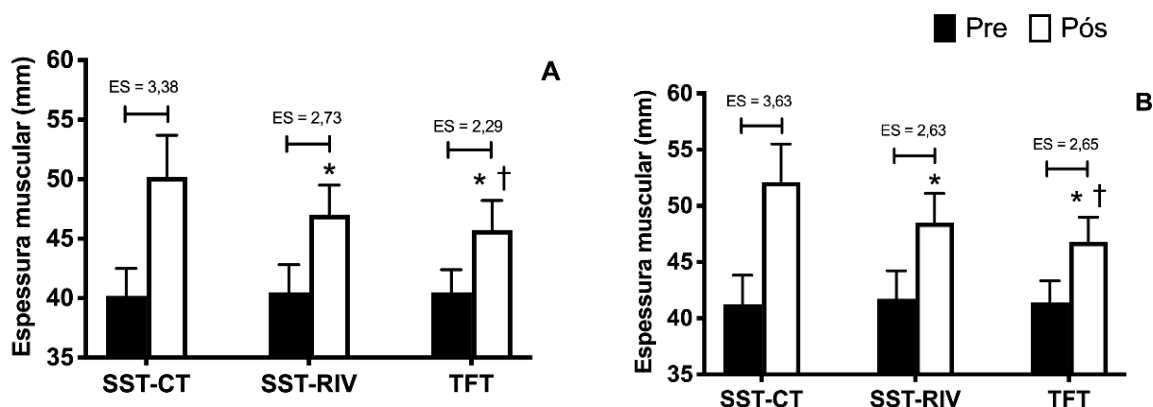 Pre Pós
A
Espessura muscular (mm)
60
55
50
45
40
35
ES = 3,38
ES = 2,73
ES = 2,29
*
* †
SST-CT SST-RIV TFT
B
Espessura muscular (mm)
60
55
50
45
40
35
ES = 3,63
ES = 2,63
ES = 2,65
*
* †
SST-CT SST-RIV TFT